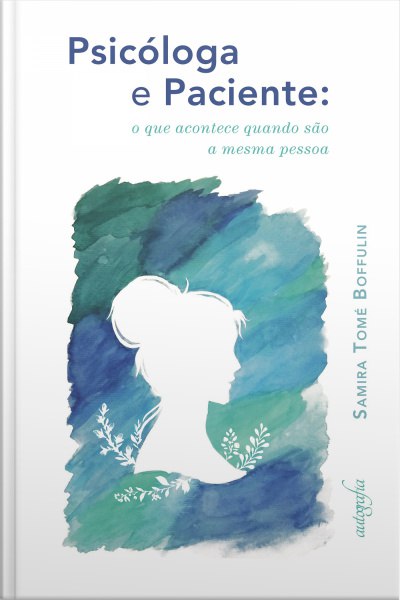 Psicóloga
e Paciente:
o que acontece quando são
a mesma pessoa
Samira Tomé Boffulin
autografia